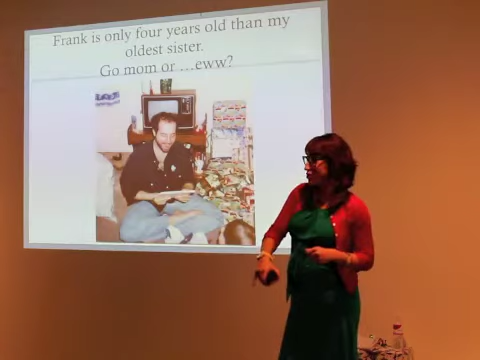 Frank is only four years old than my
oldest sister.
Go mom or …eww?